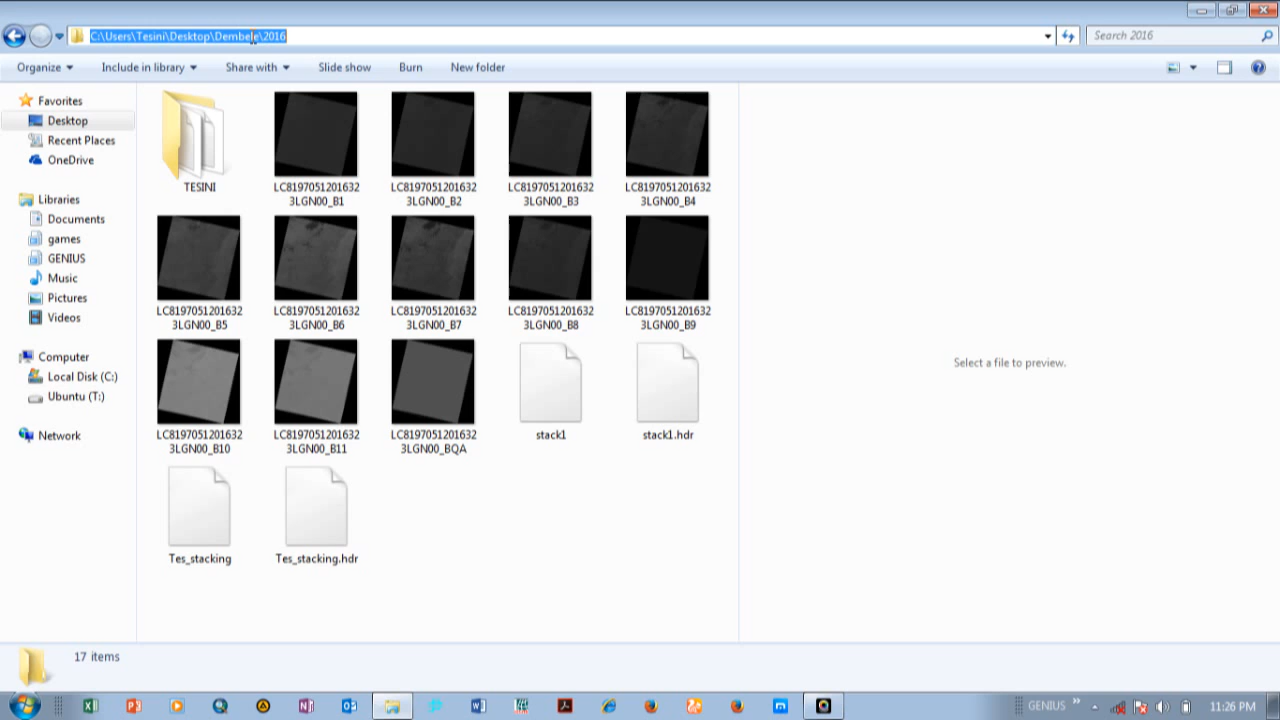 C:\Users\Tesini\Desktop\Dembele\2016
Search 2016
Organize
Include in library
Share with
Slide show
Burn
New folder
Favorites
Desktop
Recent Places
OneDrive
Libraries
Documents
games
GENIUS
Music
Pictures
Videos
Computer
Local Disk (C:)
Ubuntu (T:)
Network
TESINI
LC8197051201632
3LGN00_B1
LC8197051201632
3LGN00_B2
LC8197051201632
3LGN00_B3
LC8197051201632
3LGN00_B4
LC8197051201632
3LGN00_B5
LC8197051201632
3LGN00_B6
LC8197051201632
3LGN00_B7
LC8197051201632
3LGN00_B8
LC8197051201632
3LGN00_B9
LC8197051201632
3LGN00_B10
LC8197051201632
3LGN00_B11
LC8197051201632
3LGN00_BQA
stack1
stack1.hdr
Tes_stacking
Tes_stacking.hdr
Select a file to preview.
17 items
GENIUS
11:26 PM